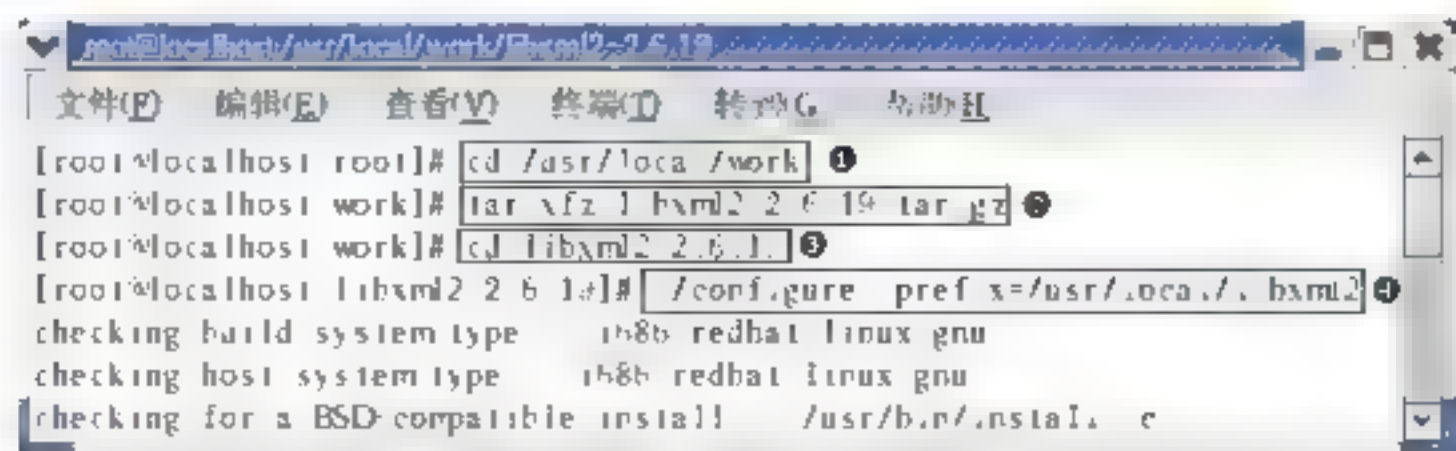 root@localhost:/usr/local/work/libxml2-2.6.19
文件(F) 编辑(E) 查看(V) 终端(T) 转到(G) 帮助(H)
[root@localhost root]# cd /usr/local/work ❶
[root@localhost work]# tar xfz libxml2-2.6.19.tar.gz ❷
[root@localhost work]# cd libxml2-2.6.19 ❸
[root@localhost libxml2-2.6.19]# ./configure --prefix=/usr/local/libxml2 ❹
checking build system type... i686-redhat-linux-gnu
checking host system type... i686-redhat-linux-gnu
checking for a BSD-compatible install... /usr/bin/install -c